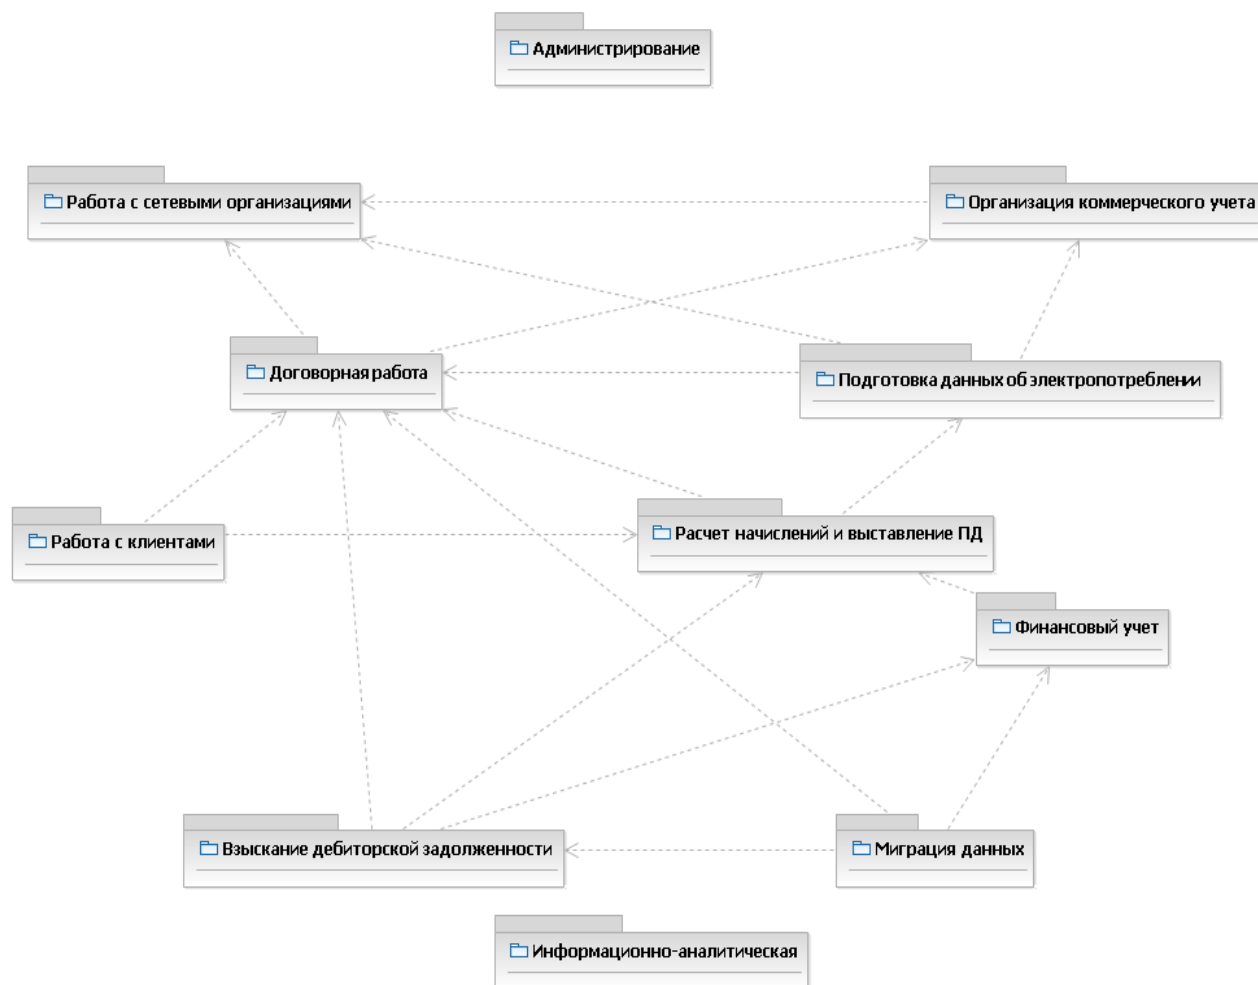 Администрирование
Работа с сетевыми организациями
Организация коммерческого учета
Договорная работа
Подготовка данных об электропотреблении
Работа с клиентами
Расчет начислений и выставление ПД
Финансовый учет
Взыскание дебиторской задолженности
Миграция данных
Информационно-аналитическая